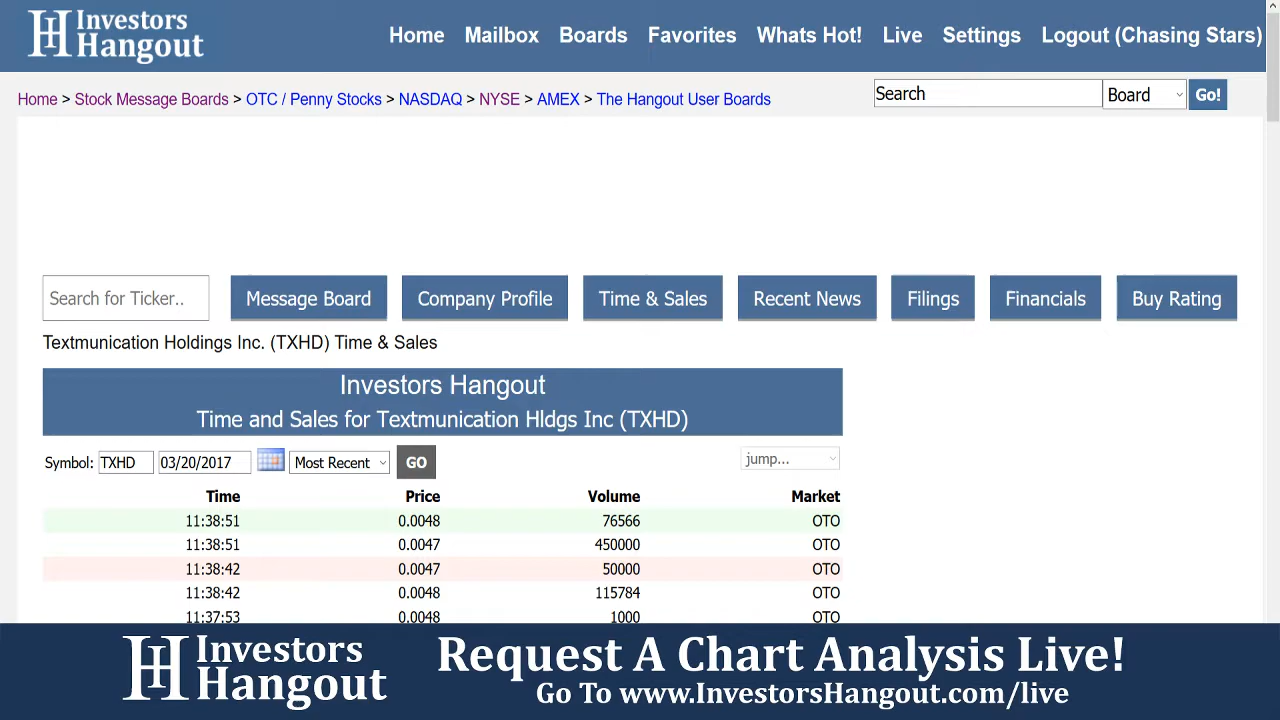 Investors
Hangout
Home Mailbox Boards Favorites Whats Hot! Live Settings Logout (Chasing Stars)
Home > Stock Message Boards > OTC / Penny Stocks > NASDAQ > NYSE > AMEX > The Hangout User Boards
Search Board Go!
Search for Ticker.. Message Board Company Profile Time & Sales Recent News Filings Financials Buy Rating
Textmunication Holdings Inc. (TXHD) Time & Sales
Investors Hangout
Time and Sales for Textmunication Hldgs Inc (TXHD)
Symbol: TXHD 03/20/2017 Most Recent GO jump...
Time Price Volume Market
11:38:51 0.0048 76566 OTO
11:38:51 0.0047 450000 OTO
11:38:42 0.0047 50000 OTO
11:38:42 0.0048 115784 OTO
11:37:53 0.0048 1000 OTO
Investors
Hangout
Request A Chart Analysis Live!
Go To www.InvestorsHangout.com/live